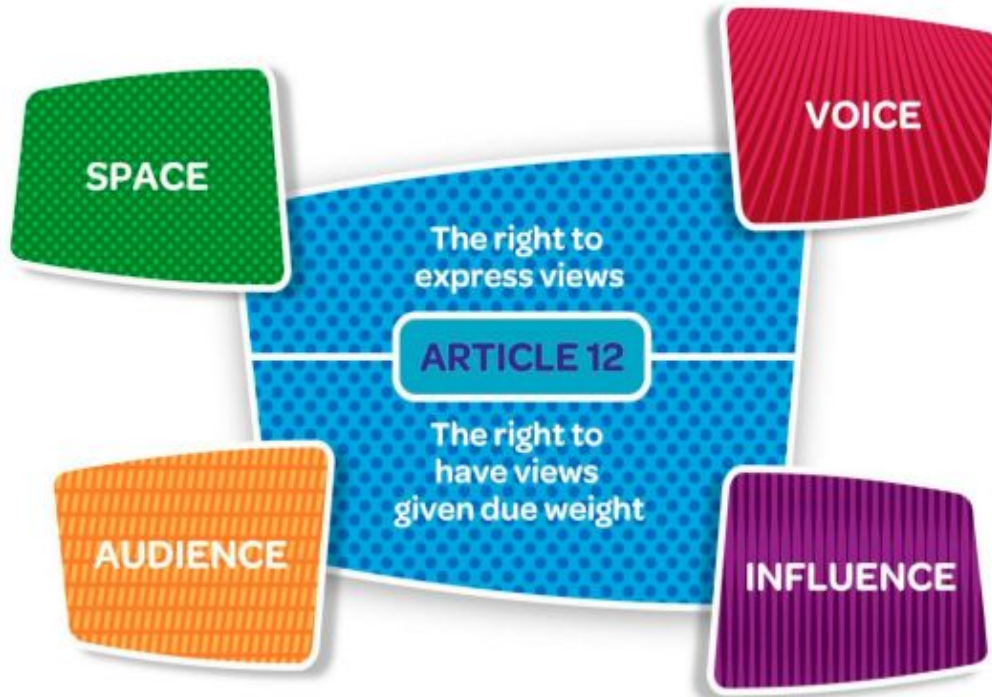 SPACE
VOICE
The right to
express views
ARTICLE 12
The right to
have views
given due weight
AUDIENCE
INFLUENCE